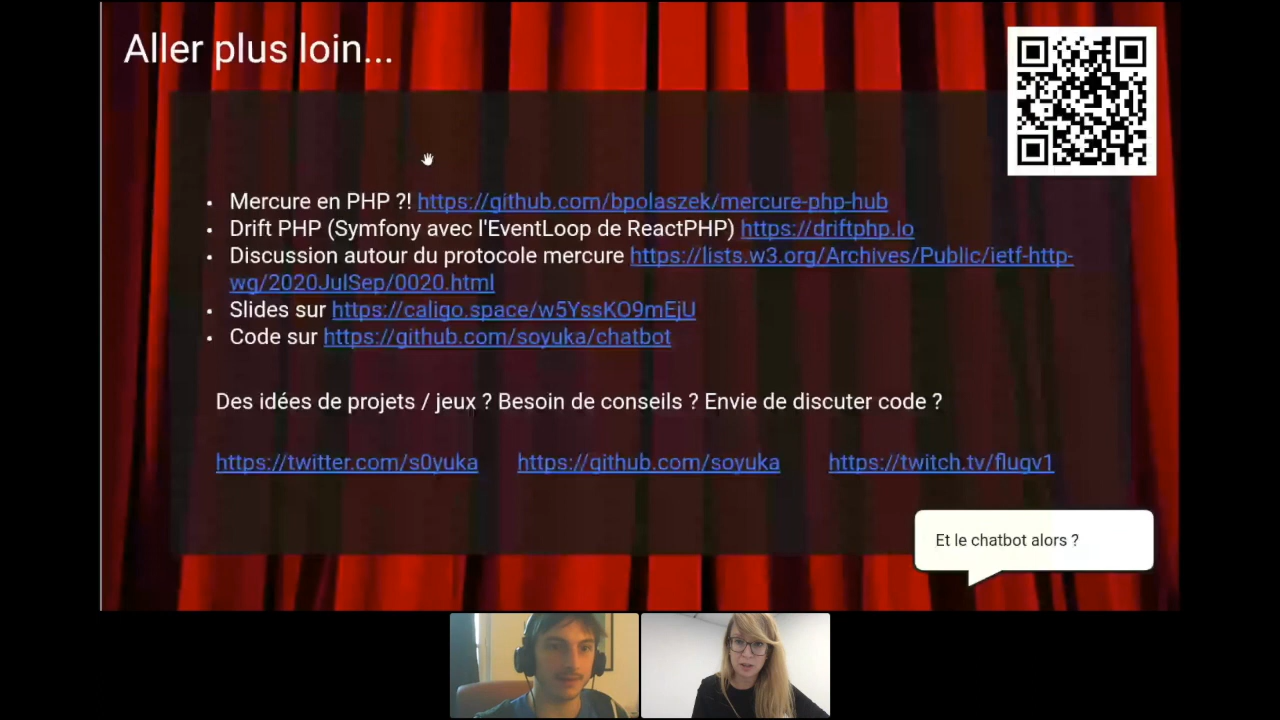 Aller plus loin...
Mercure en PHP ?! https://github.com/bpolaszek/mercure-php-hub
Drift PHP (Symfony avec l'EventLoop de ReactPHP) https://driftphp.io
Discussion autour du protocole mercure https://lists.w3.org/Archives/Public/ietf-http-
wg/2020JulSep/0020.html
Slides sur https://caligo.space/w5YssKO9mEjU
Code sur https://github.com/soyuka/chatbot
Des idées de projets / jeux ? Besoin de conseils ? Envie de discuter code ?
https://twitter.com/s0yuka https://github.com/soyuka https://twitch.tv/flugv1
Et le chatbot alors ?